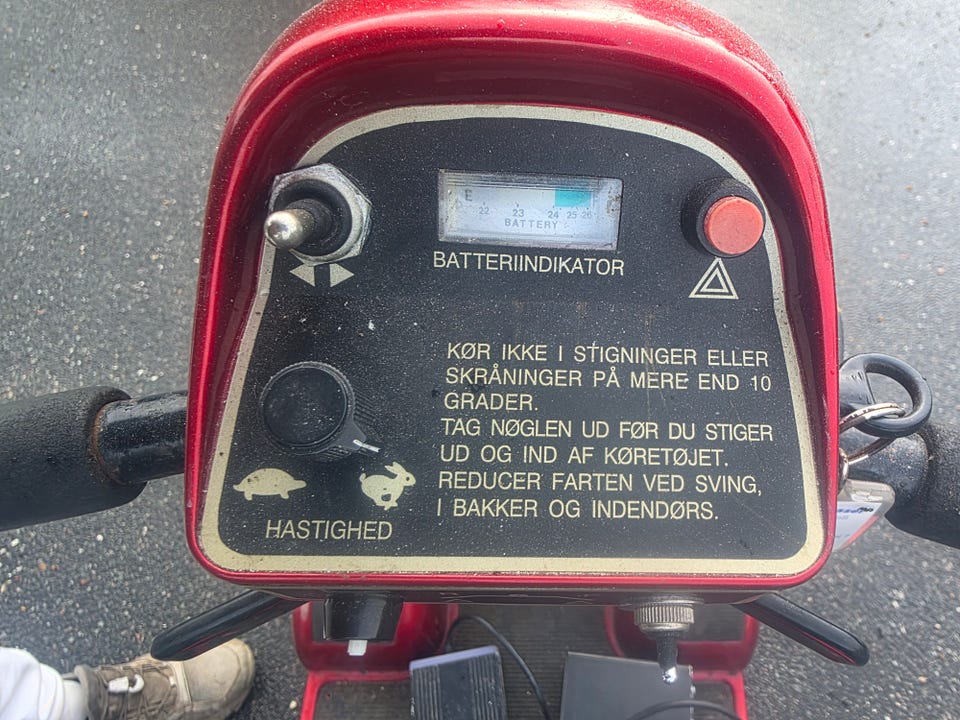 E
22 23 24 25 26
BATTERY
BATTERIINDIKATOR
KØR IKKE I STIGNINGER ELLER
SKRÅNINGER PÅ MERE END 10
GRADER.
TAG NØGLEN UD FØR DU STIGER
UD OG IND AF KØRETØJET.
REDUCER FARTEN VED SVING,
I BAKKER OG INDENDØRS.
HASTIGHED